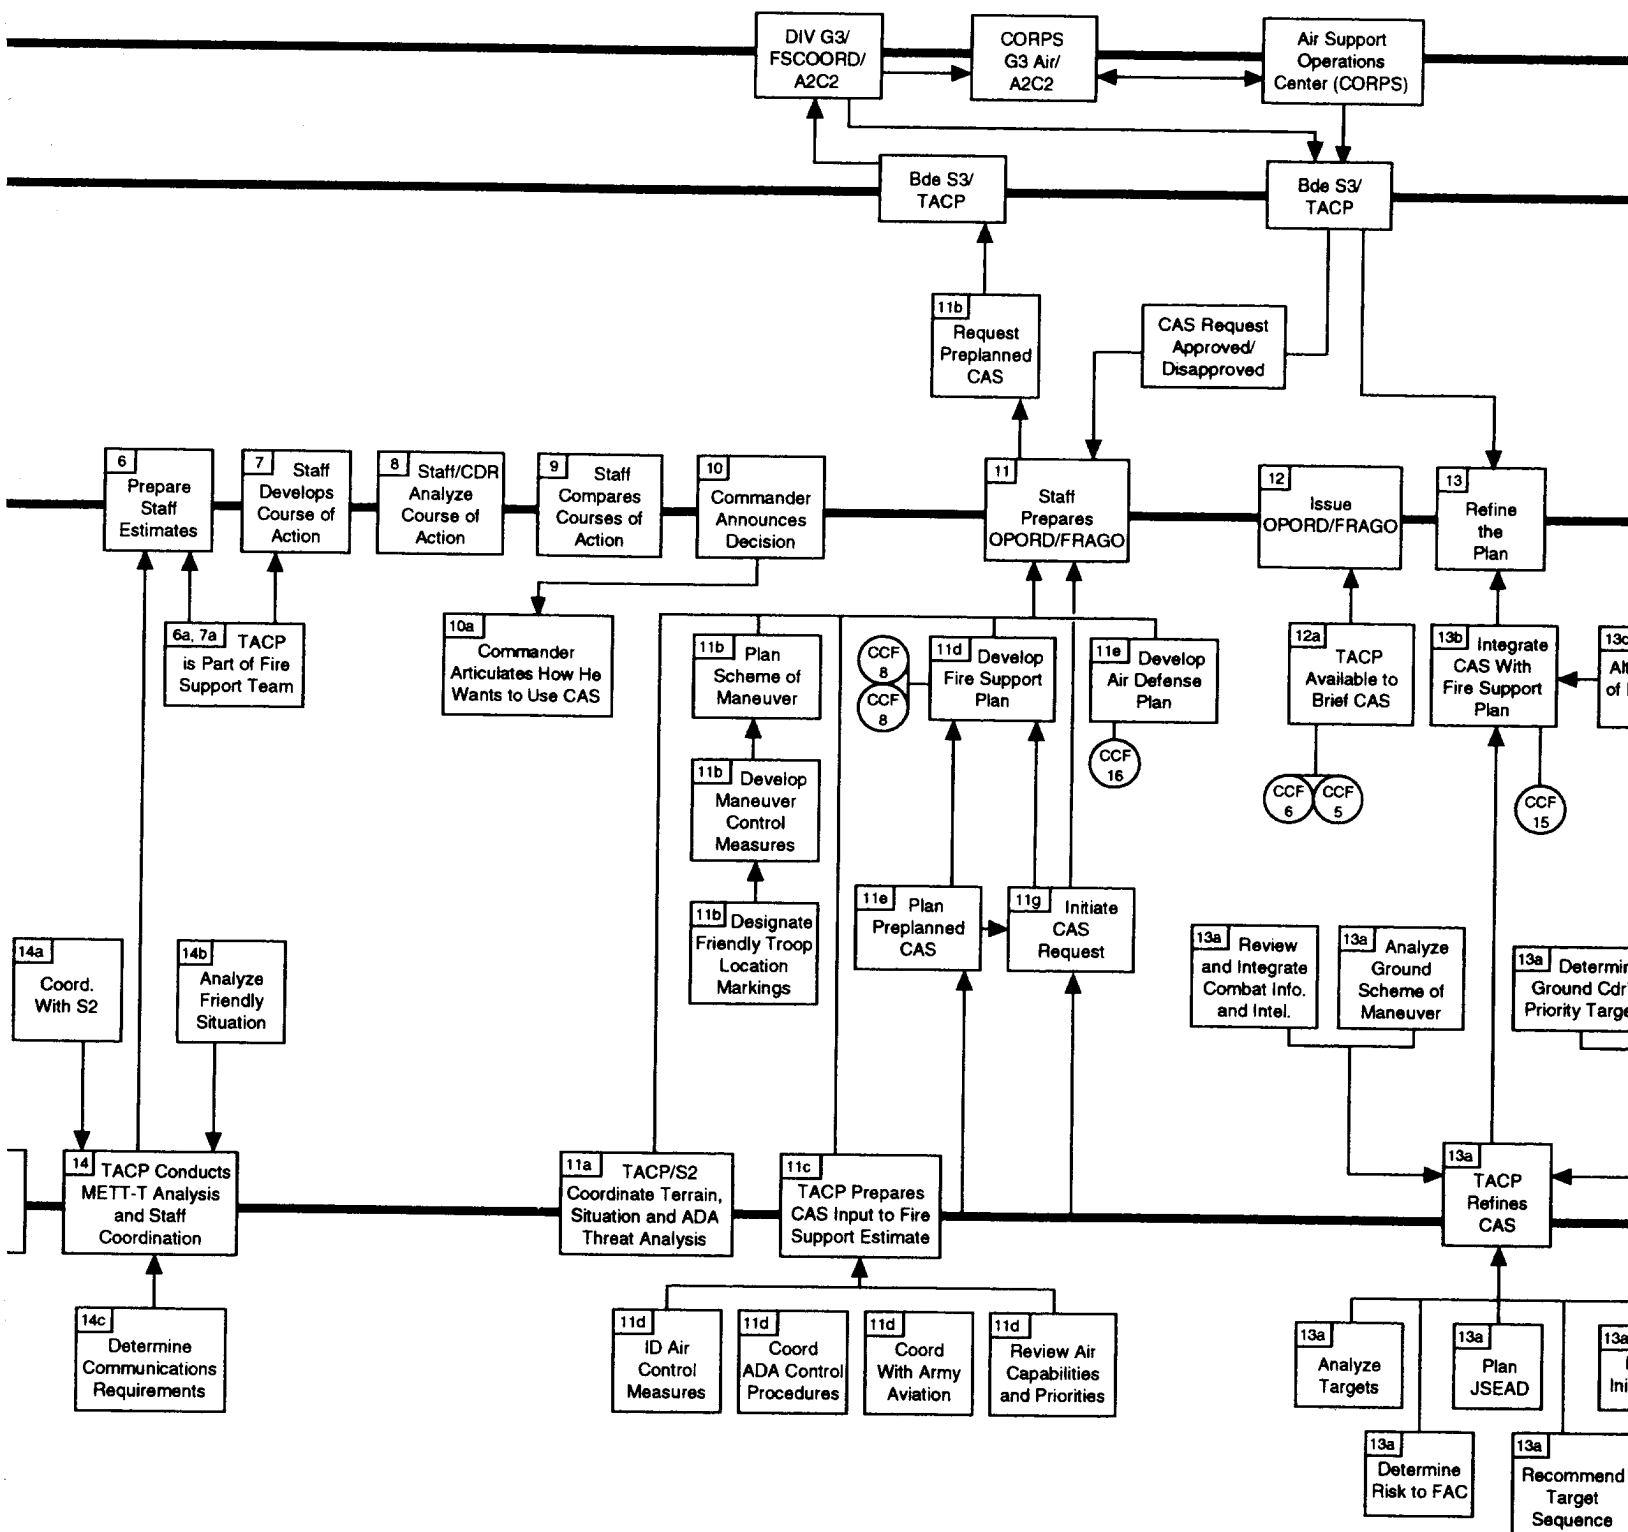 DIV G3/
FSCOORD/
A2C2
CORPS
G3 Air/
A2C2
Air Support
Operations
Center (CORPS)
Bde S3/
TACP
Bde S3/
TACP
11b
Request
Preplanned
CAS
CAS Request
Approved/
Disapproved
6
Prepare
Staff
Estimates
7 Staff
Develops
Course of
Action
8 Staff/CDR
Analyze
Course of
Action
9 Staff
Compares
Courses of
Action
10
Commander
Announces
Decision
11
Staff
Prepares
OPORD/FRAGO
12
Issue
OPORD/FRAGO
13
Refine
the
Plan
6a, 7a TACP
is Part of Fire
Support Team
10a
Commander
Articulates How He
Wants to Use CAS
11b Plan
Scheme of
Maneuver
CCF
8
CCF
8
11d Develop
Fire Support
Plan
11e Develop
Air Defense
Plan
CCF
16
12a
TACP
Available to
Brief CAS
CCF
6
CCF
5
13b Integrate
CAS With
Fire Support
Plan
CCF
15
13c
Alt
of
11b Develop
Maneuver
Control
Measures
11b Designate
Friendly Troop
Location
Markings
11e Plan
Preplanned
CAS
11g Initiate
CAS
Request
14a
Coord.
With S2
14b
Analyze
Friendly
Situation
13a Review
and Integrate
Combat Info.
and Intel.
13a Analyze
Ground
Scheme of
Maneuver
13a Determin
Ground Cdr'
Priority Targe
14 TACP Conducts
METT-T Analysis
and Staff
Coordination
11a TACP/S2
Coordinate Terrain,
Situation and ADA
Threat Analysis
11c
TACP Prepares
CAS Input to Fire
Support Estimate
13a
TACP
Refines
CAS
14c
Determine
Communications
Requirements
11d
ID Air
Control
Measures
11d
Coord
ADA Control
Procedures
11d
Coord
With Army
Aviation
11d
Review Air
Capabilities
and Priorities
13a
Analyze
Targets
13a
Plan
JSEAD
13a
Ini
13a
Determine
Risk to FAC
13a
Recommend
Target
Sequence